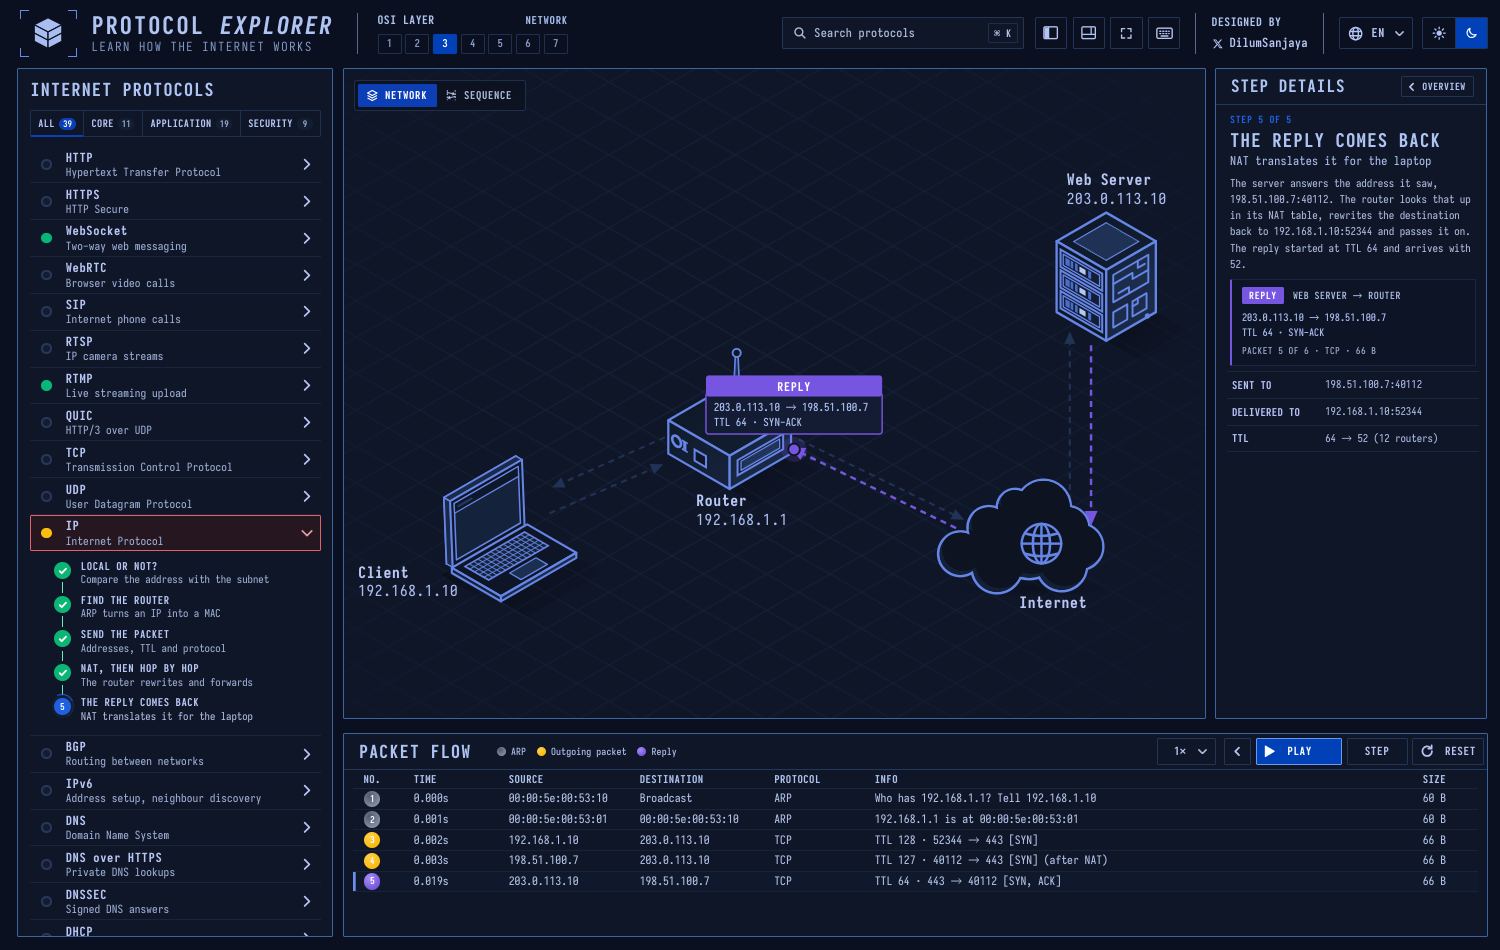 PROTOCOL EXPLORER
LEARN HOW THE INTERNET WORKS
OSI LAYER NETWORK
1 2 3 4 5 6 7
Search protocols ⌘ K
DESIGNED BY
DilumSanjaya
EN
INTERNET PROTOCOLS
ALL 39 CORE 11 APPLICATION 19 SECURITY 9
HTTP
Hypertext Transfer Protocol
HTTPS
HTTP Secure
WebSocket
Two-way web messaging
WebRTC
Browser video calls
SIP
Internet phone calls
RTSP
IP camera streams
RTMP
Live streaming upload
QUIC
HTTP/3 over UDP
TCP
Transmission Control Protocol
UDP
User Datagram Protocol
IP
Internet Protocol
LOCAL OR NOT?
Compare the address with the subnet
FIND THE ROUTER
ARP turns an IP into a MAC
SEND THE PACKET
Addresses, TTL and protocol
NAT, THEN HOP BY HOP
The router rewrites and forwards
5 THE REPLY COMES BACK
NAT translates it for the laptop
BGP
Routing between networks
IPv6
Address setup, neighbour discovery
DNS
Domain Name System
DNS over HTTPS
Private DNS lookups
DNSSEC
Signed DNS answers
DHCP
NETWORK SEQUENCE
Web Server
203.0.113.10
REPLY
203.0.113.10 → 198.51.100.7
TTL 64 · SYN-ACK
Router
192.168.1.1
Client
192.168.1.10
Internet
STEP DETAILS OVERVIEW
STEP 5 OF 5
THE REPLY COMES BACK
NAT translates it for the laptop
The server answers the address it saw,
198.51.100.7:40112. The router looks that up
in its NAT table, rewrites the destination
back to 192.168.1.10:52344 and passes it on.
The reply started at TTL 64 and arrives with
52.
REPLY WEB SERVER → ROUTER
203.0.113.10 → 198.51.100.7
TTL 64 · SYN-ACK
PACKET 5 OF 6 · TCP · 66 B
SENT TO 198.51.100.7:40112
DELIVERED TO 192.168.1.10:52344
TTL 64 → 52 (12 routers)
PACKET FLOW ARP Outgoing packet Reply 1× PLAY STEP RESET
NO. TIME SOURCE DESTINATION PROTOCOL INFO SIZE
1 0.000s 00:00:5e:00:53:10 Broadcast ARP Who has 192.168.1.1? Tell 192.168.1.10 60 B
2 0.001s 00:00:5e:00:53:01 00:00:5e:00:53:10 ARP 192.168.1.1 is at 00:00:5e:00:53:01 60 B
3 0.002s 192.168.1.10 203.0.113.10 TCP TTL 128 · 52344 → 443 [SYN] 66 B
4 0.003s 198.51.100.7 203.0.113.10 TCP TTL 127 · 40112 → 443 [SYN] (after NAT) 66 B
5 0.019s 203.0.113.10 198.51.100.7 TCP TTL 64 · 443 → 40112 [SYN, ACK] 66 B